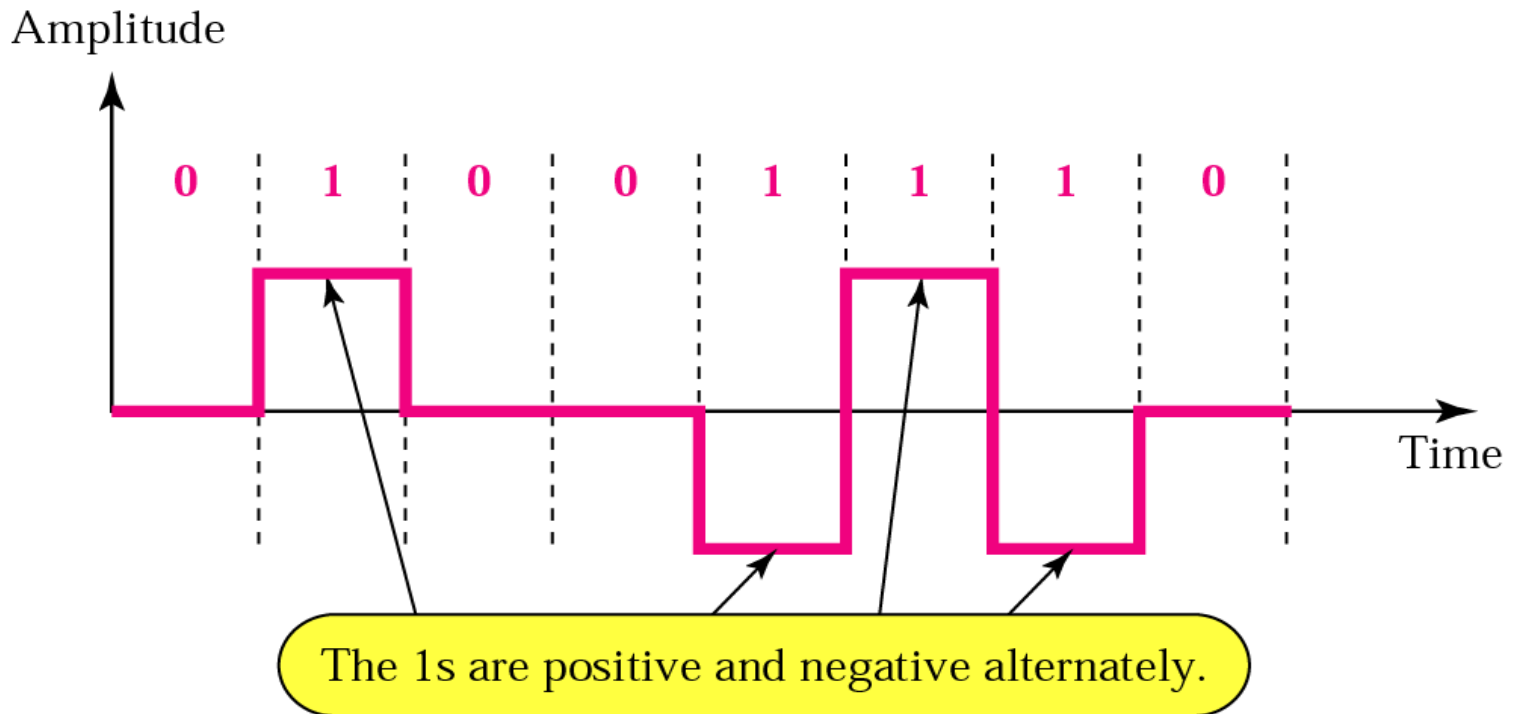 Amplitude
0 1 0 0 1 1 1 0
Time
The 1s are positive and negative alternately.